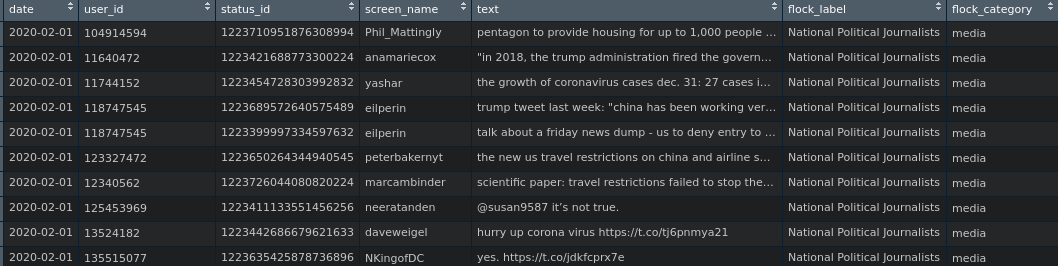 date user_id status_id screen_name text flock_label flock_category
2020-02-01 104914594 1223710951876308994 Phil_Mattingly pentagon to provide housing for up to 1,000 people ... National Political Journalists media
2020-02-01 11640472 1223421688773300224 anamariecox "in 2018, the trump administration fired the govern... National Political Journalists media
2020-02-01 11744152 1223454728303992832 yashar the growth of coronavirus cases dec. 31: 27 cases i... National Political Journalists media
2020-02-01 118747545 1223689572640575489 eilperin trump tweet last week: "china has been working ver... National Political Journalists media
2020-02-01 118747545 1223399997334597632 eilperin talk about a friday news dump - us to deny entry to ... National Political Journalists media
2020-02-01 123327472 1223650264344940545 peterbakernyt the new us travel restrictions on china and airline s... National Political Journalists media
2020-02-01 12340562 1223726044080820224 marcambinder scientific paper: travel restrictions failed to stop the... National Political Journalists media
2020-02-01 125453969 1223411133551456256 neeratanden @susan9587 it’s not true. National Political Journalists media
2020-02-01 13524182 1223442686679621633 daveweigel hurry up corona virus https://t.co/tj6pnmya21 National Political Journalists media
2020-02-01 135515077 1223635425878736896 NKingofDC yes. https://t.co/jdkfcprx7e National Political Journalists media